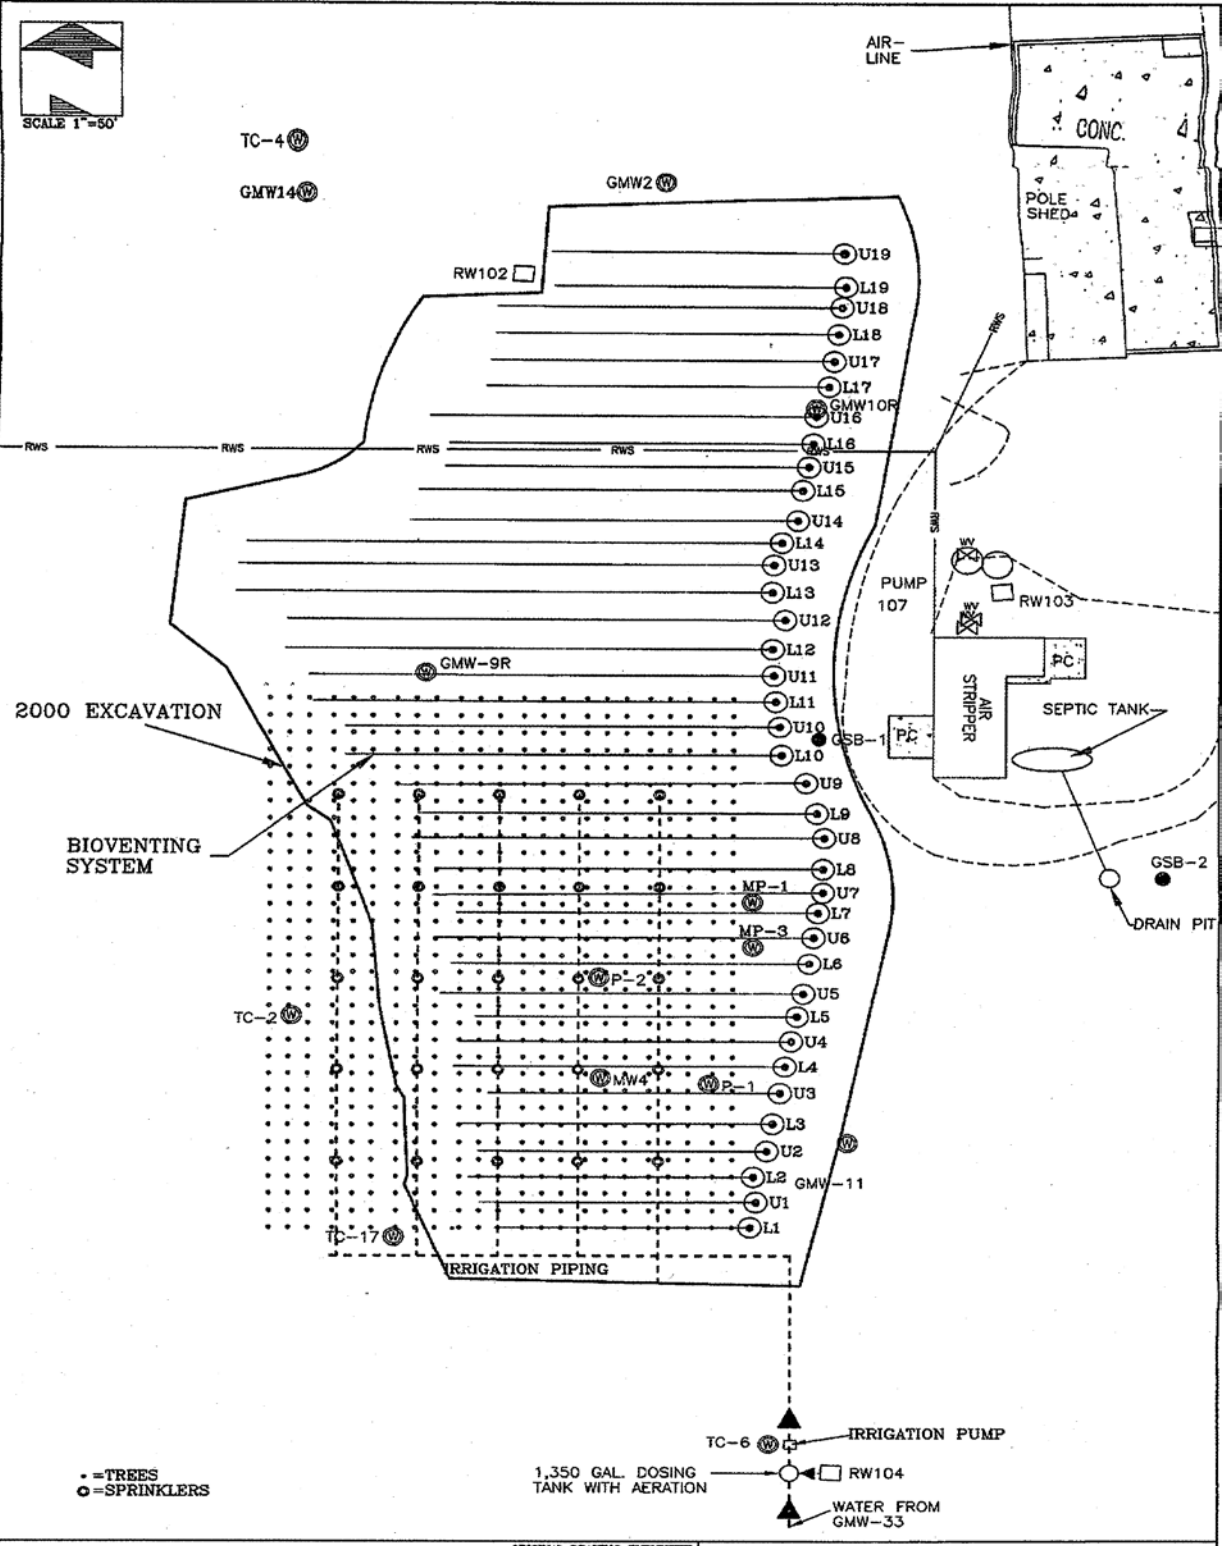 AIR-
LINE
SCALE 1"=50'
CONC.
TC-4
GMW14
GMW2
POLE
SHED
U19
RW102
L19
U18
RWS
L18
U17
L17
GMW10R
U16
RWS
RWS
RWS
RWS
L16
RWS
U15
L15
RWS
U14
L14
WV
U13
PUMP
107
L13
RW103
WV
U12
L12
PC
GMW-9R
U11
AIR
STRIPPER
L11
SEPTIC TANK
2000 EXCAVATION
U10
GSB-1
PC
L10
U9
L9
U8
BIOVENTING
SYSTEM
L8
GSB-2
MP-1
U7
L7
DRAIN PIT
MP-3
U6
L6
P-2
U5
TC-2
L5
U4
L4
MW4
P-1
U3
L3
U2
L2
GMW-11
U1
L1
TC-17
IRRIGATION PIPING
TC-6
IRRIGATION PUMP
1,350 GAL. DOSING
TANK WITH AERATION
RW104
•=TREES
=SPRINKLERS
WATER FROM
GMW-33